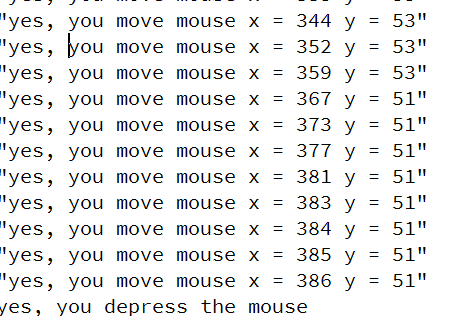 "yes, you move mouse x = 344 y = 53"
"yes, you move mouse x = 352 y = 53"
"yes, you move mouse x = 359 y = 53"
"yes, you move mouse x = 367 y = 51"
"yes, you move mouse x = 373 y = 51"
"yes, you move mouse x = 377 y = 51"
"yes, you move mouse x = 381 y = 51"
"yes, you move mouse x = 383 y = 51"
"yes, you move mouse x = 384 y = 51"
"yes, you move mouse x = 385 y = 51"
"yes, you move mouse x = 386 y = 51"
yes, you depress the mouse